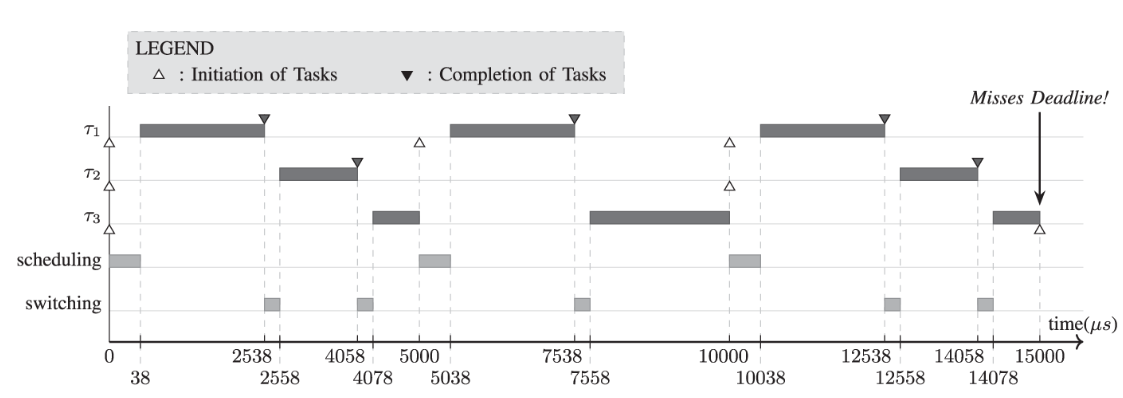 LEGEND
△ : Initiation of Tasks ▼ : Completion of Tasks
Misses Deadline!
τ1
τ2
τ3
scheduling
switching
time(μs)
0 2538 4058 5000 7538 10000 12538 14058 15000
38 2558 4078 5038 7558 10038 12558 14078